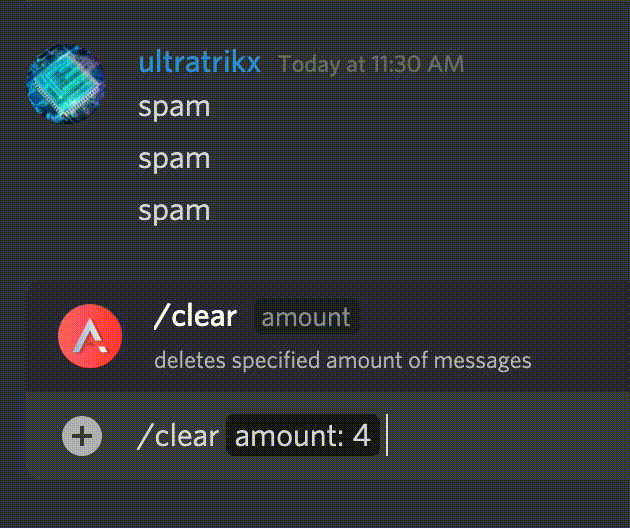 ultratrikx Today at 11:30 AM
spam
spam
spam
/clear amount
deletes specified amount of messages
/clear amount: 4